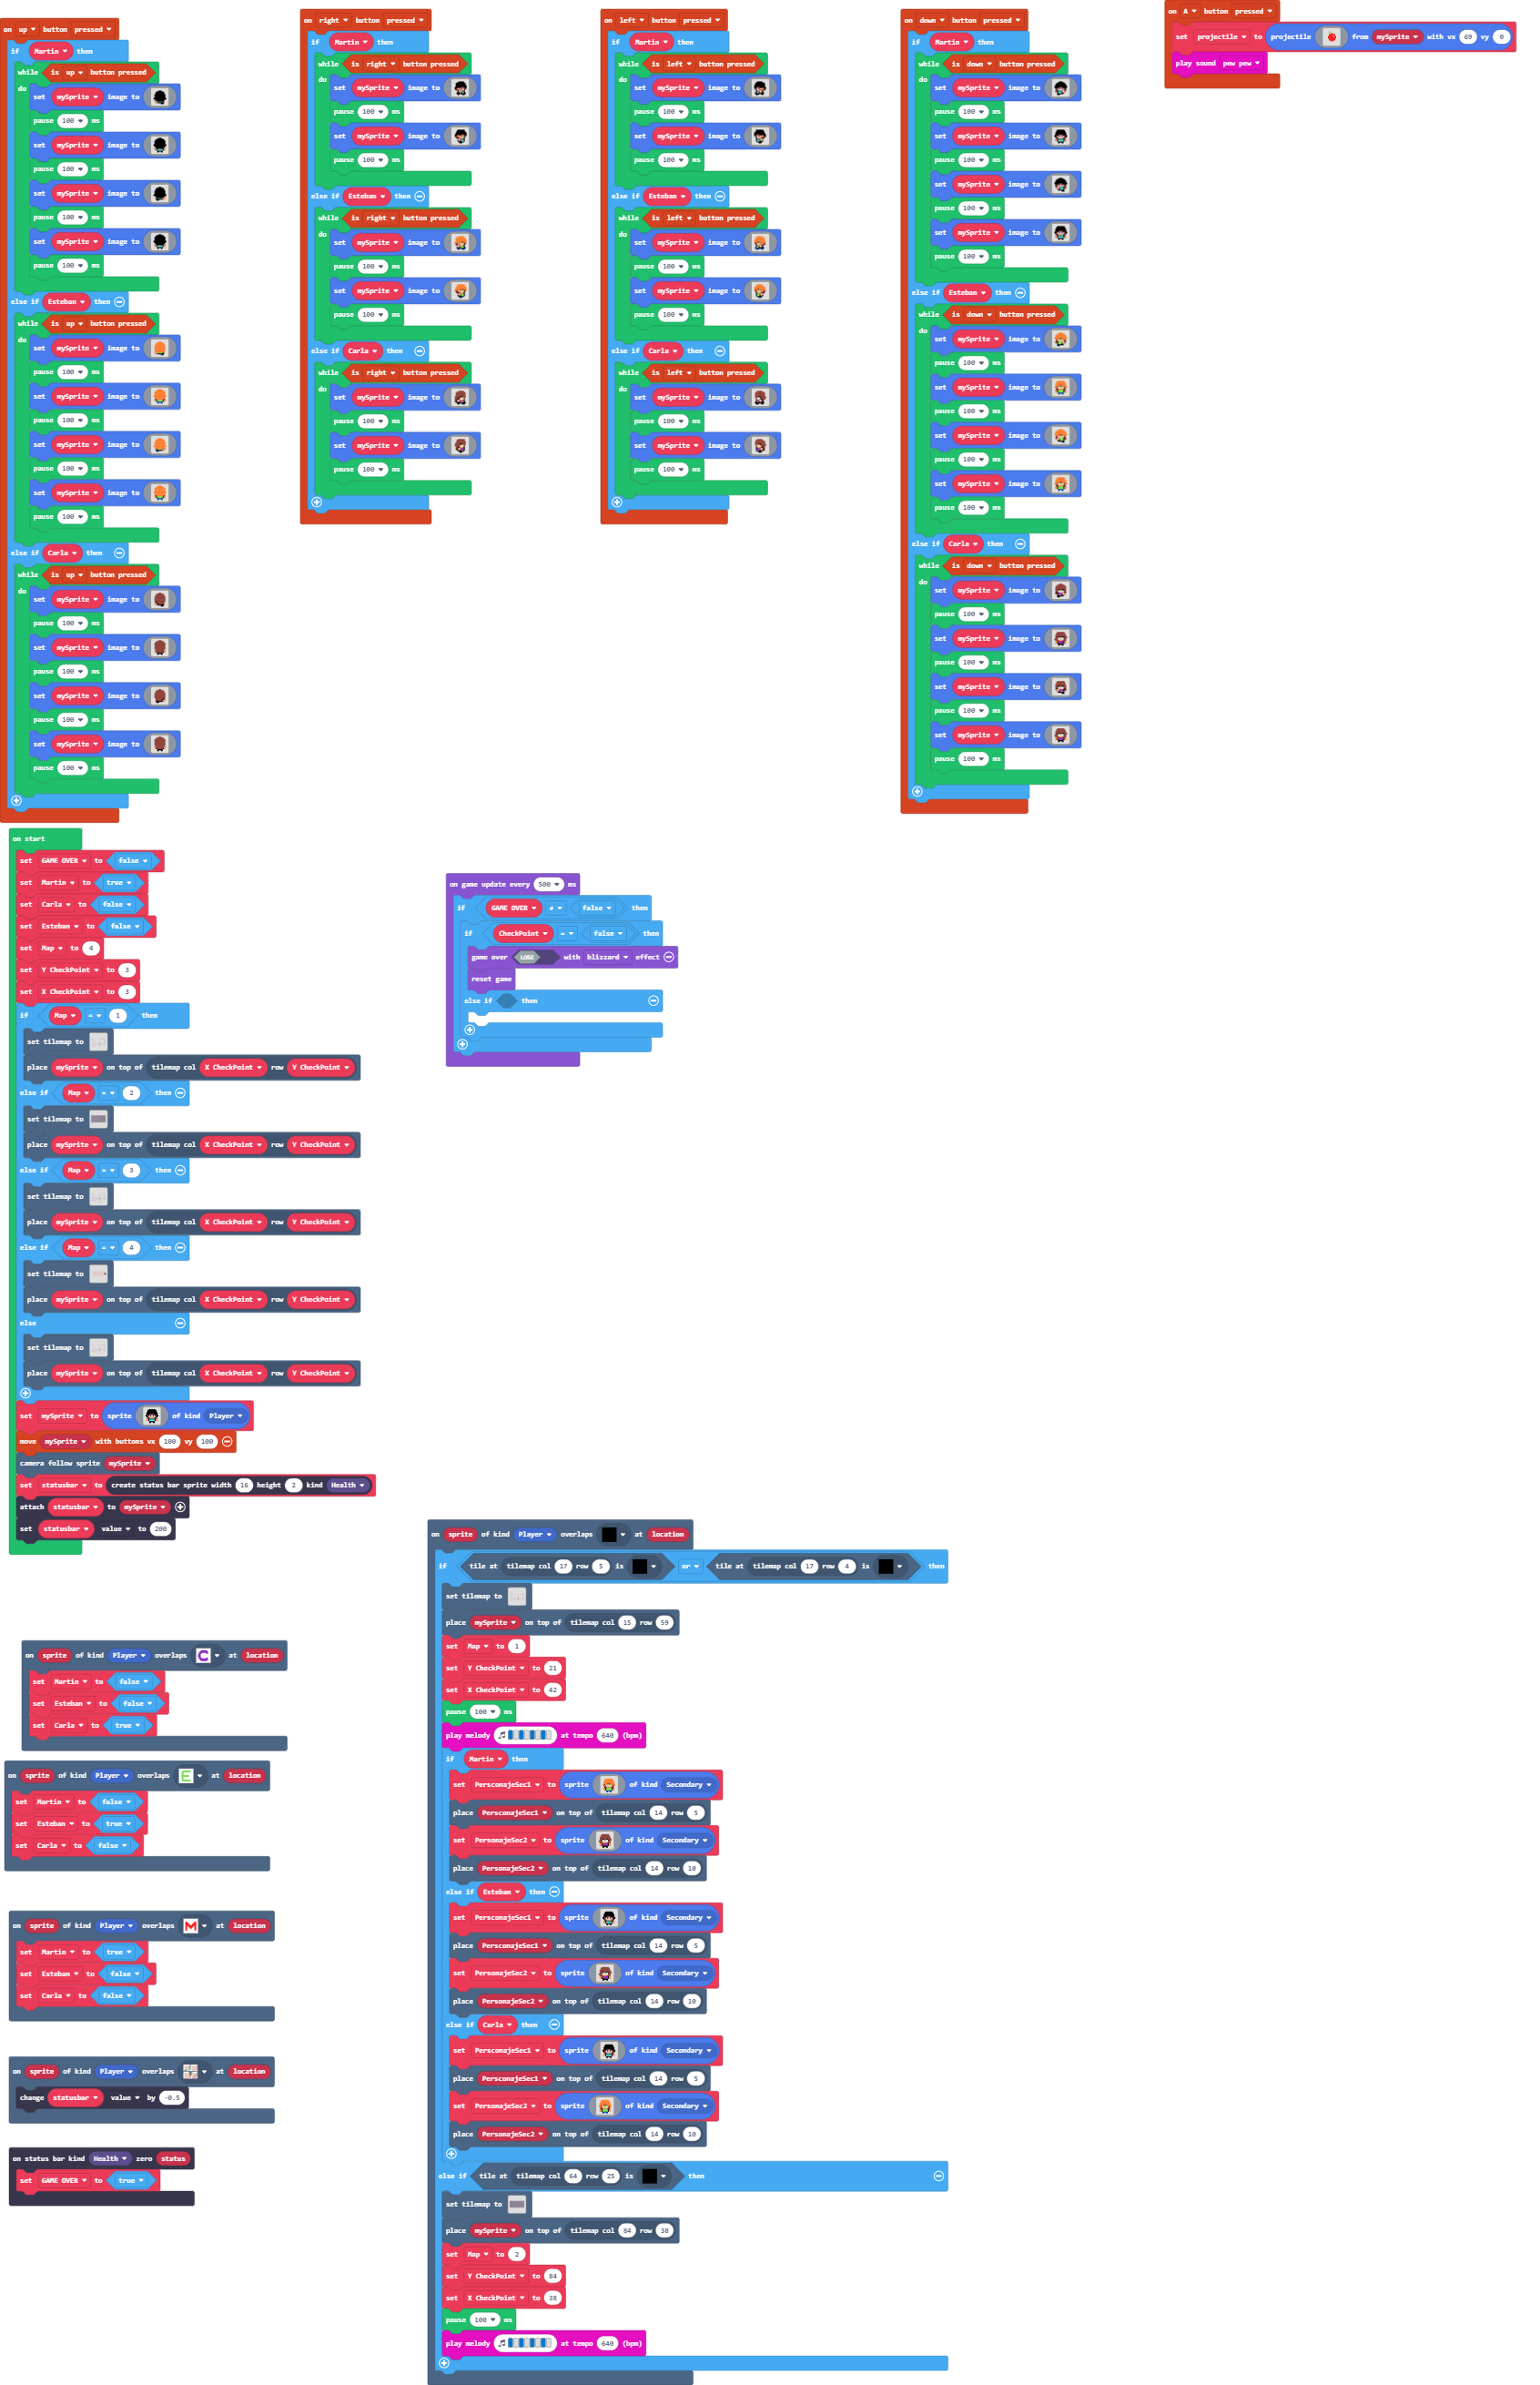 on up button pressed
if Martin then
while is up button pressed
do
set mySprite image to
pause 100 ms
set mySprite image to
pause 100 ms
set mySprite image to
pause 100 ms
set mySprite image to
pause 100 ms
else if Esteban then
while is up button pressed
do
set mySprite image to
pause 100 ms
set mySprite image to
pause 100 ms
set mySprite image to
pause 100 ms
set mySprite image to
pause 100 ms
else if Carla then
while is up button pressed
do
set mySprite image to
pause 100 ms
set mySprite image to
pause 100 ms
set mySprite image to
pause 100 ms
set mySprite image to
pause 100 ms
on right button pressed
if Martin then
while is right button pressed
do
set mySprite image to
pause 100 ms
set mySprite image to
pause 100 ms
else if Esteban then
while is right button pressed
do
set mySprite image to
pause 100 ms
set mySprite image to
pause 100 ms
else if Carla then
while is right button pressed
do
set mySprite image to
pause 100 ms
set mySprite image to
pause 100 ms
on left button pressed
if Martin then
while is left button pressed
do
set mySprite image to
pause 100 ms
set mySprite image to
pause 100 ms
else if Esteban then
while is left button pressed
do
set mySprite image to
pause 100 ms
set mySprite image to
pause 100 ms
else if Carla then
while is left button pressed
do
set mySprite image to
pause 100 ms
set mySprite image to
pause 100 ms
on down button pressed
if Martin then
while is down button pressed
do
set mySprite image to
pause 100 ms
set mySprite image to
pause 100 ms
set mySprite image to
pause 100 ms
set mySprite image to
pause 100 ms
else if Esteban then
while is down button pressed
do
set mySprite image to
pause 100 ms
set mySprite image to
pause 100 ms
set mySprite image to
pause 100 ms
set mySprite image to
pause 100 ms
else if Carla then
while is down button pressed
do
set mySprite image to
pause 100 ms
set mySprite image to
pause 100 ms
set mySprite image to
pause 100 ms
set mySprite image to
pause 100 ms
on A button pressed
set projectile to projectile from mySprite with vx 69 vy 0
play sound pew pew
on start
set GAME OVER to false
set Martin to true
set Carla to false
set Esteban to false
set Map to 4
set Y CheckPoint to 3
set X CheckPoint to 3
if Map = 1 then
set tilemap to
place mySprite on top of tilemap col X CheckPoint row Y CheckPoint
else if Map = 2 then
set tilemap to
place mySprite on top of tilemap col X CheckPoint row Y CheckPoint
else if Map = 3 then
set tilemap to
place mySprite on top of tilemap col X CheckPoint row Y CheckPoint
else if Map = 4 then
set tilemap to
place mySprite on top of tilemap col X CheckPoint row Y CheckPoint
else
set tilemap to
place mySprite on top of tilemap col X CheckPoint row Y CheckPoint
set mySprite to sprite of kind Player
move mySprite with buttons vx 100 vy 100
camera follow sprite mySprite
set statusbar to create status bar sprite width 16 height 2 kind Health
attach statusbar to mySprite
set statusbar value to 200
on game update every 500 ms
if GAME OVER ≠ false then
if CheckPoint = false then
game over LOSE with blizzard effect
reset game
else if then
on sprite of kind Player overlaps C at location
set Martin to false
set Esteban to false
set Carla to true
on sprite of kind Player overlaps E at location
set Martin to false
set Esteban to true
set Carla to false
on sprite of kind Player overlaps M at location
set Martin to true
set Esteban to false
set Carla to false
on sprite of kind Player overlaps at location
change statusbar value by -0.5
on status bar kind Health zero status
set GAME OVER to true
on sprite of kind Player overlaps at location
if tile at tilemap col 17 row 5 is or tile at tilemap col 17 row 4 is then
set tilemap to
place mySprite on top of tilemap col 15 row 59
set Map to 1
set Y CheckPoint to 21
set X CheckPoint to 42
pause 100 ms
play melody at tempo 640 (bpm)
if Martin then
set PersconajeSec1 to sprite of kind Secondary
place PersconajeSec1 on top of tilemap col 14 row 5
set PersonajeSec2 to sprite of kind Secondary
place PersonajeSec2 on top of tilemap col 14 row 10
else if Esteban then
set PersconajeSec1 to sprite of kind Secondary
place PersconajeSec1 on top of tilemap col 14 row 5
set PersonajeSec2 to sprite of kind Secondary
place PersonajeSec2 on top of tilemap col 14 row 10
else if Carla then
set PersconajeSec1 to sprite of kind Secondary
place PersconajeSec1 on top of tilemap col 14 row 5
set PersonajeSec2 to sprite of kind Secondary
place PersonajeSec2 on top of tilemap col 14 row 10
else if tile at tilemap col 64 row 25 is then
set tilemap to
place mySprite on top of tilemap col 84 row 38
set Map to 2
set Y CheckPoint to 84
set X CheckPoint to 38
pause 100 ms
play melody at tempo 640 (bpm)